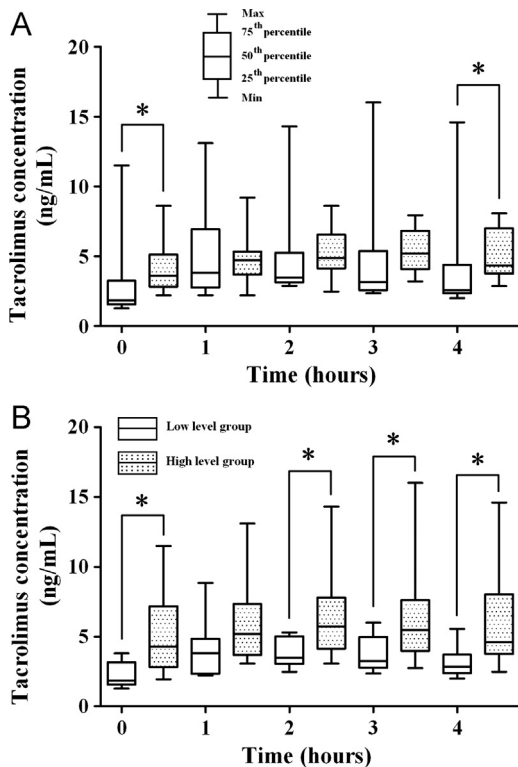 A
Max
75th percentile
50th percentile
25th percentile
Min
Tacrolimus concentration
(ng/mL)
20
15
10
5
0
*
*
0 1 2 3 4
Time (hours)
B
Low level group
High level group
Tacrolimus concentration
(ng/mL)
20
15
10
5
0
*
*
*
*
0 1 2 3 4
Time (hours)